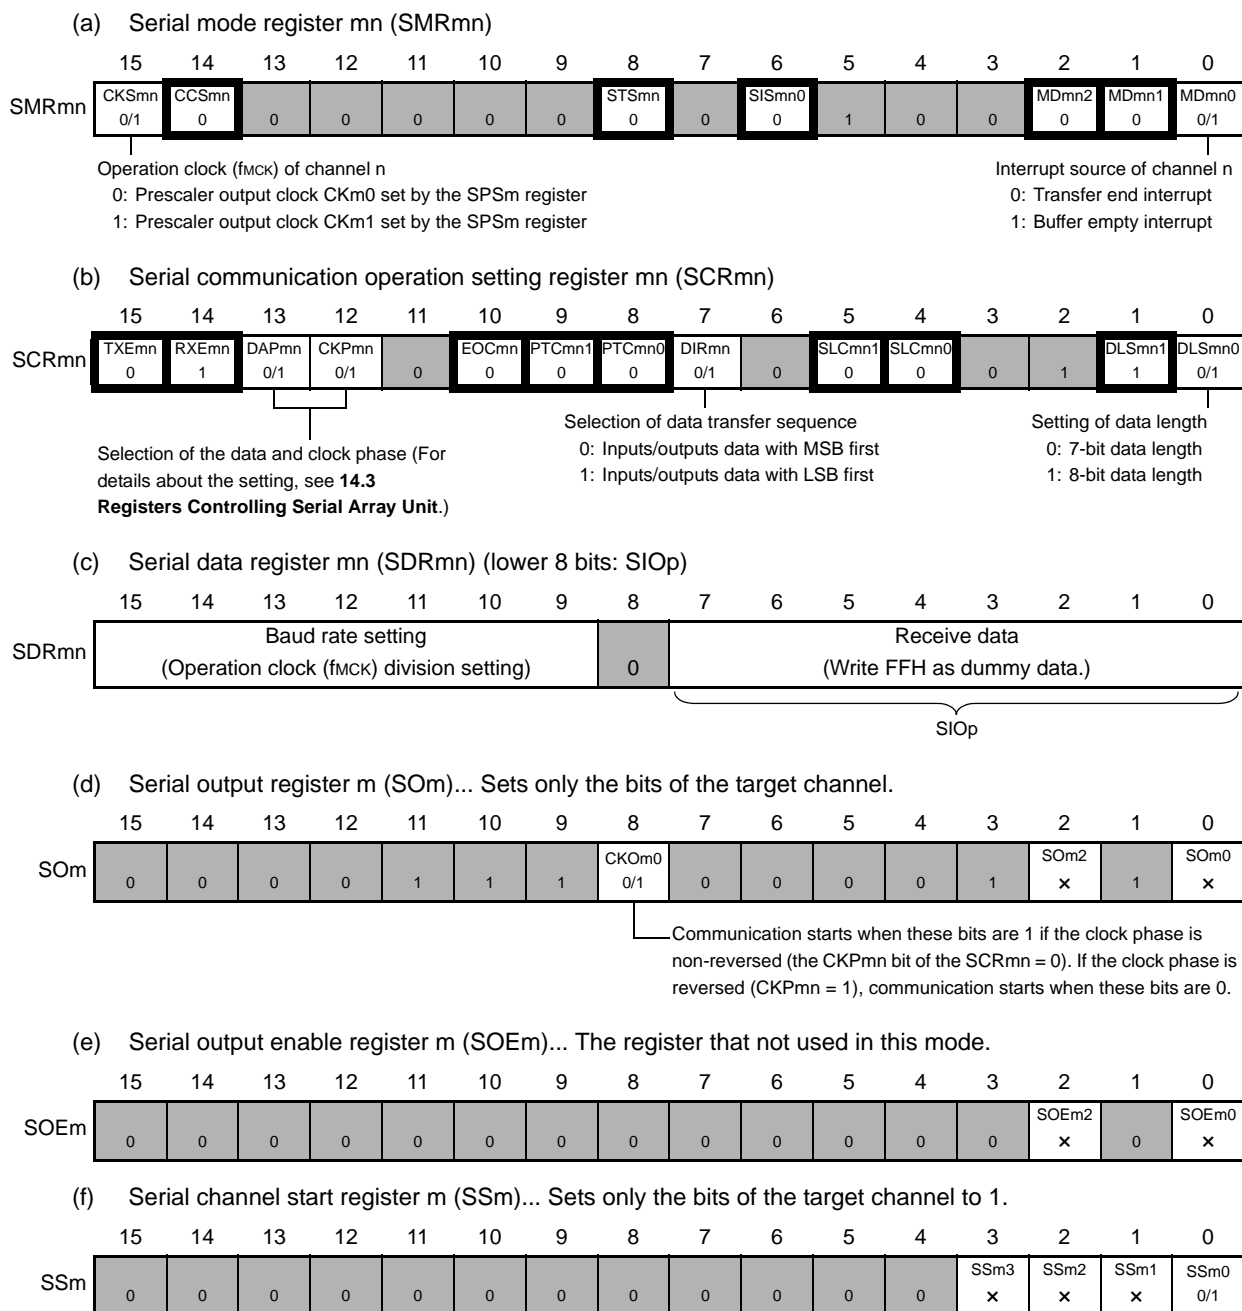 (a) Serial mode register mn (SMRmn)
15 14 13 12 11 10 9 8 7 6 5 4 3 2 1 0
SMRmn CKSmn CCSmn STSmn SISmn0 MDmn2 MDmn1 MDmn0
0/1 0 0 0 0 0 0 0 0 0 1 0 0 0 0 0/1
Operation clock (fMCK) of channel n
0: Prescaler output clock CKm0 set by the SPSm register
1: Prescaler output clock CKm1 set by the SPSm register
Interrupt source of channel n
0: Transfer end interrupt
1: Buffer empty interrupt
(b) Serial communication operation setting register mn (SCRmn)
15 14 13 12 11 10 9 8 7 6 5 4 3 2 1 0
SCRmn TXEmn RXEmn DAPmn CKPmn EOCmn PTCmn1 PTCmn0 DIRmn SLCmn1 SLCmn0 DLSmn1 DLSmn0
0 1 0/1 0/1 0 0 0 0 0/1 0 0 0 0 1 1 0/1
Selection of the data and clock phase (For
details about the setting, see 14.3
Registers Controlling Serial Array Unit.)
Selection of data transfer sequence
0: Inputs/outputs data with MSB first
1: Inputs/outputs data with LSB first
Setting of data length
0: 7-bit data length
1: 8-bit data length
(c) Serial data register mn (SDRmn) (lower 8 bits: SIOp)
15 14 13 12 11 10 9 8 7 6 5 4 3 2 1 0
SDRmn
Baud rate setting
(Operation clock (fMCK) division setting)
0
Receive data
(Write FFH as dummy data.)
SIOp
(d) Serial output register m (SOm)... Sets only the bits of the target channel.
15 14 13 12 11 10 9 8 7 6 5 4 3 2 1 0
SOm CKOm0 SOm2 SOm0
0 0 0 0 1 1 1 0/1 0 0 0 0 1 × 1 ×
Communication starts when these bits are 1 if the clock phase is
non-reversed (the CKPmn bit of the SCRmn = 0). If the clock phase is
reversed (CKPmn = 1), communication starts when these bits are 0.
(e) Serial output enable register m (SOEm)... The register that not used in this mode.
15 14 13 12 11 10 9 8 7 6 5 4 3 2 1 0
SOEm SOEm2 SOEm0
0 0 0 0 0 0 0 0 0 0 0 0 0 × 0 ×
(f) Serial channel start register m (SSm)... Sets only the bits of the target channel to 1.
15 14 13 12 11 10 9 8 7 6 5 4 3 2 1 0
SSm SSm3 SSm2 SSm1 SSm0
0 0 0 0 0 0 0 0 0 0 0 0 × × × 0/1